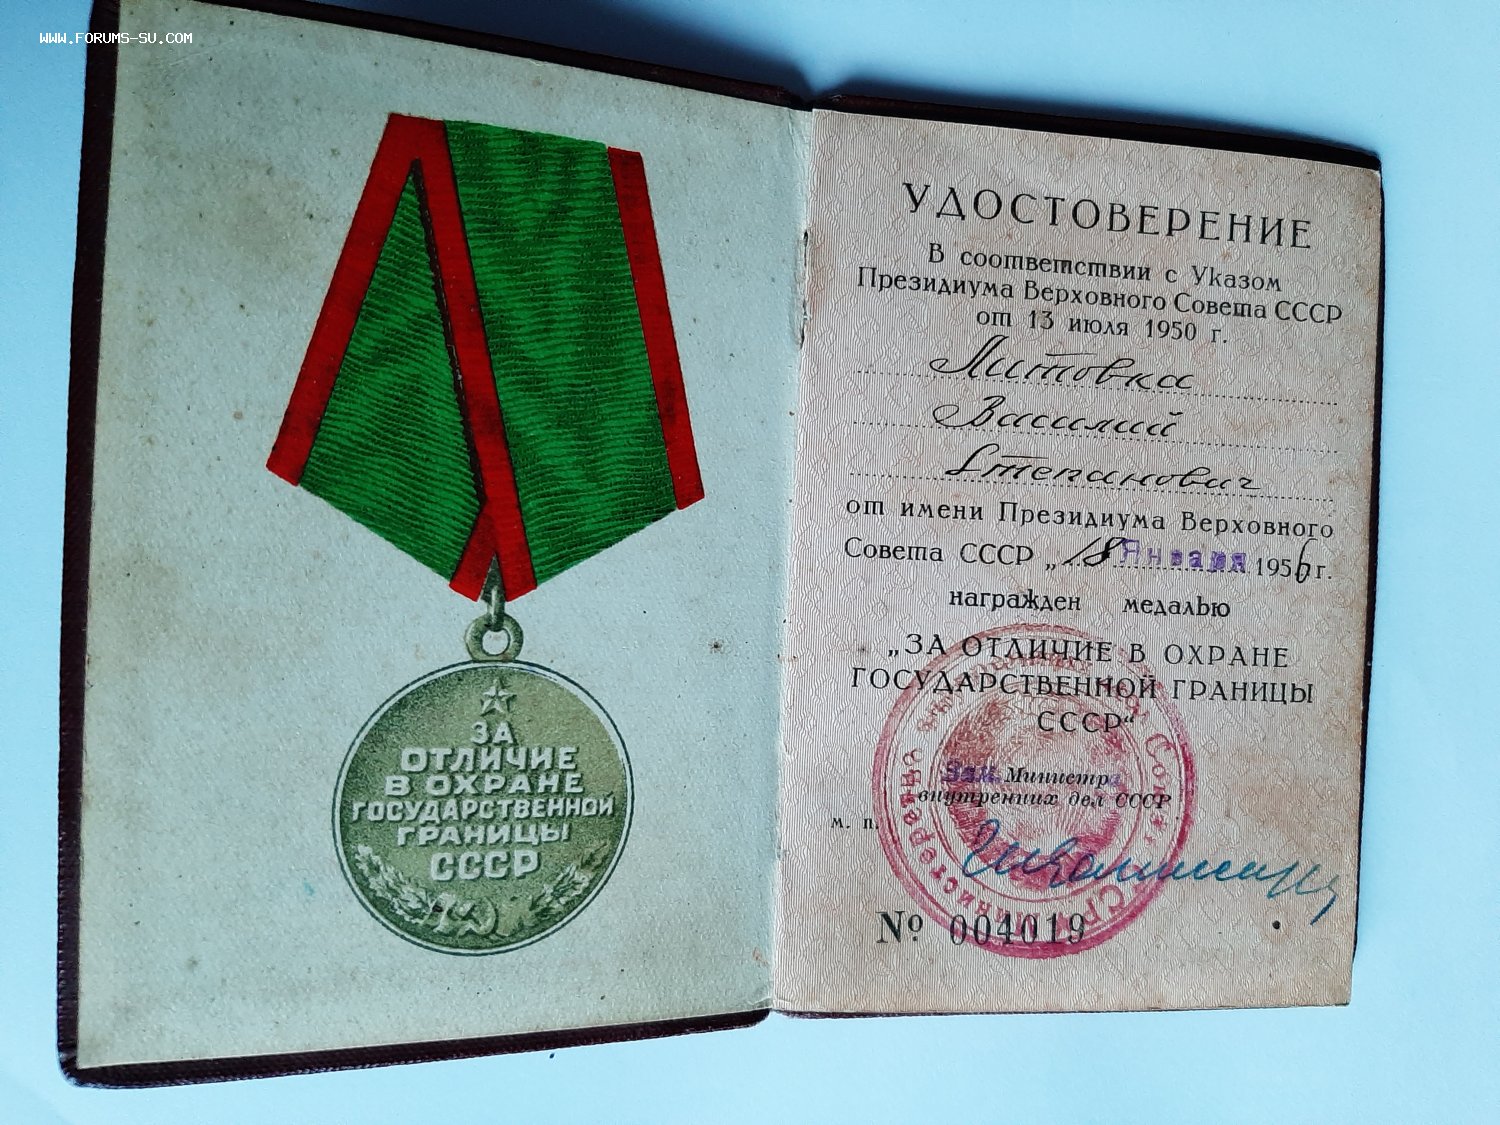 WWW.FORUMS-SU.COM
ЗА
ОТЛИЧИЕ
В ОХРАНЕ
ГОСУДАРСТВЕННОЙ
ГРАНИЦЫ
СССР
УДОСТОВЕРЕНИЕ
В соответствии с Указом
Президиума Верховного Совета СССР
от 13 июля 1950 г.
Литовка
Василий
Степанович
от имени Президиума Верховного
Совета СССР „18 Января 1956 г.
награжден медалью
„ЗА ОТЛИЧИЕ В ОХРАНЕ
ГОСУДАРСТВЕННОЙ ГРАНИЦЫ
СССР“
Зам. Министра
внутренних дел СССР
м. п.
№ 004019